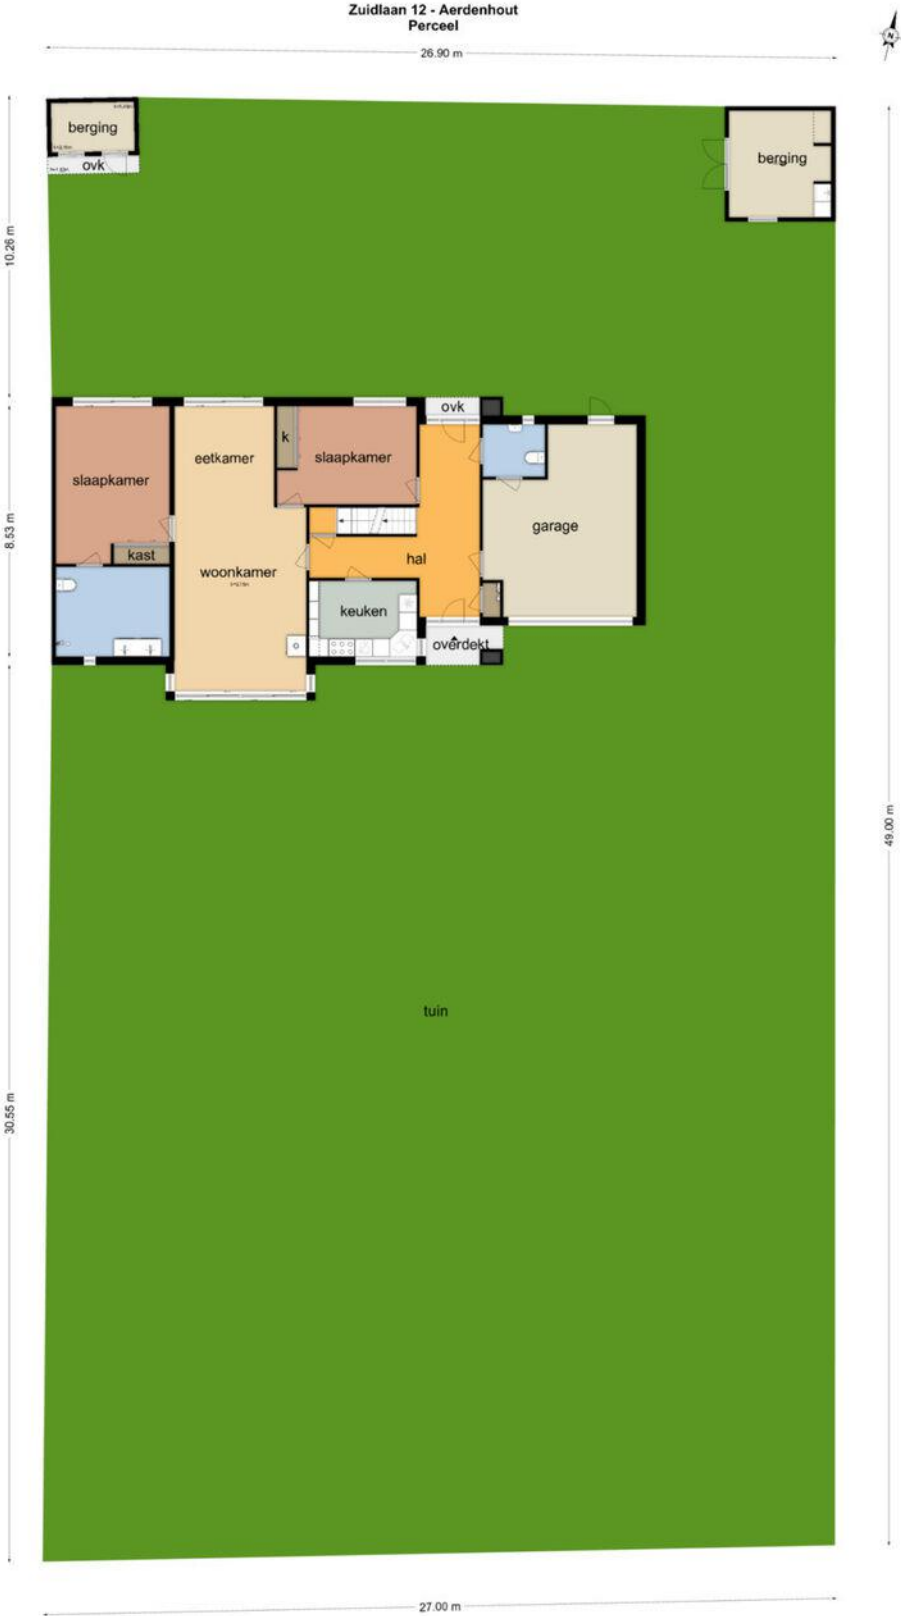 Zuidlaan 12 - Aerdenhout
Perceel
26.90 m
N
berging
ovk
berging
10.26 m
ovk
k
eetkamer
slaapkamer
slaapkamer
garage
8.53 m
kast
hal
woonkamer
keuken
overdekt
49.00 m
tuin
30.55 m
27.00 m